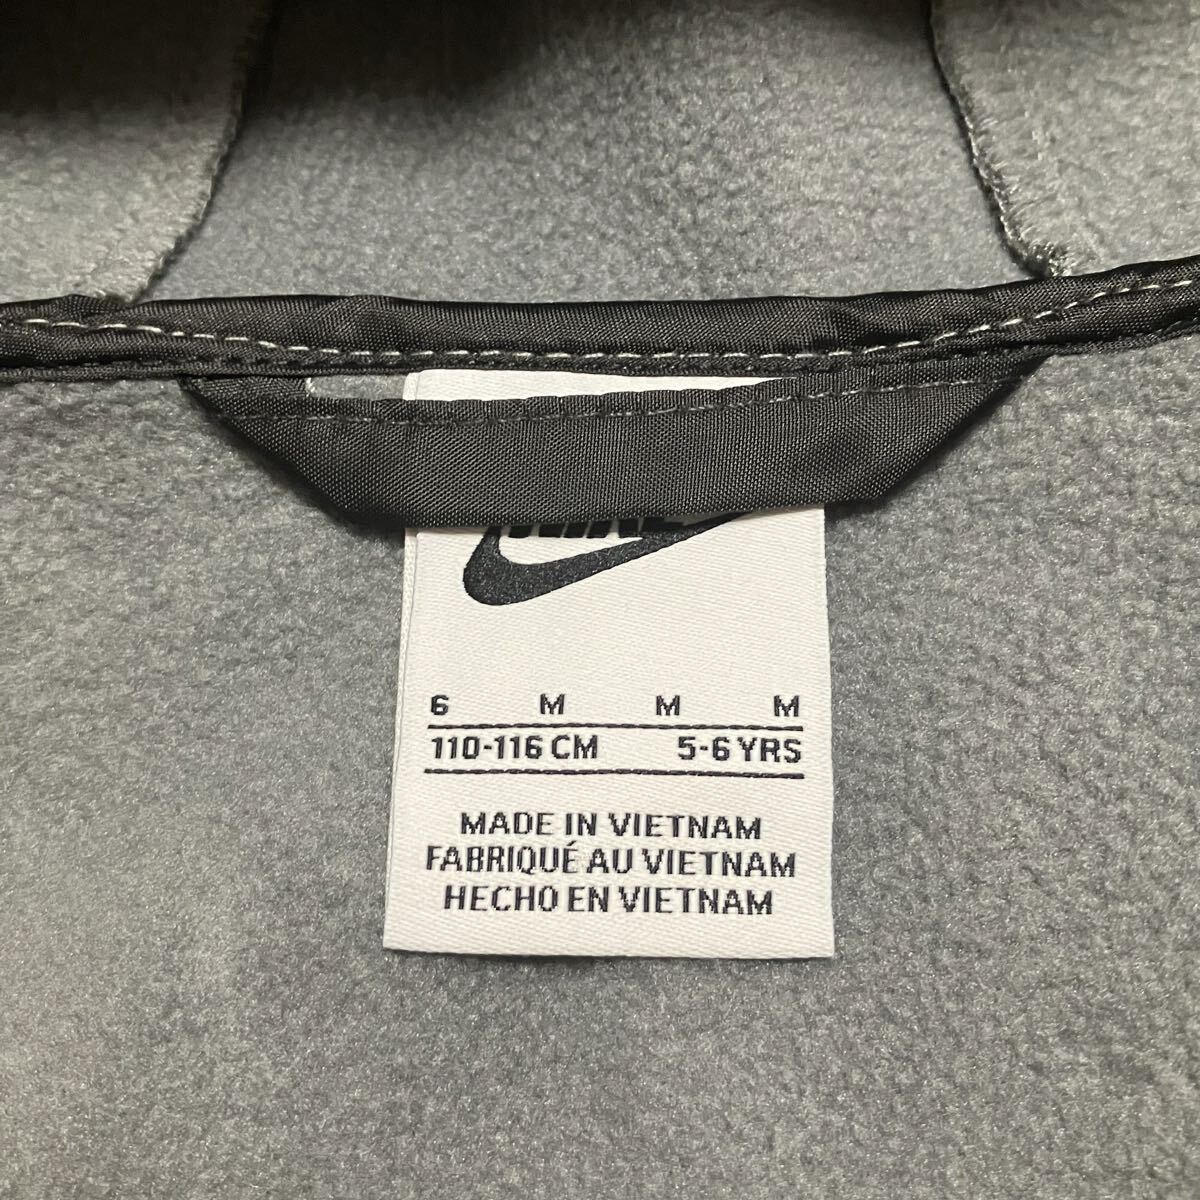 6 M M M
110-116 CM 5-6 YRS
MADE IN VIETNAM
FABRIQUÉ AU VIETNAM
HECHO EN VIETNAM